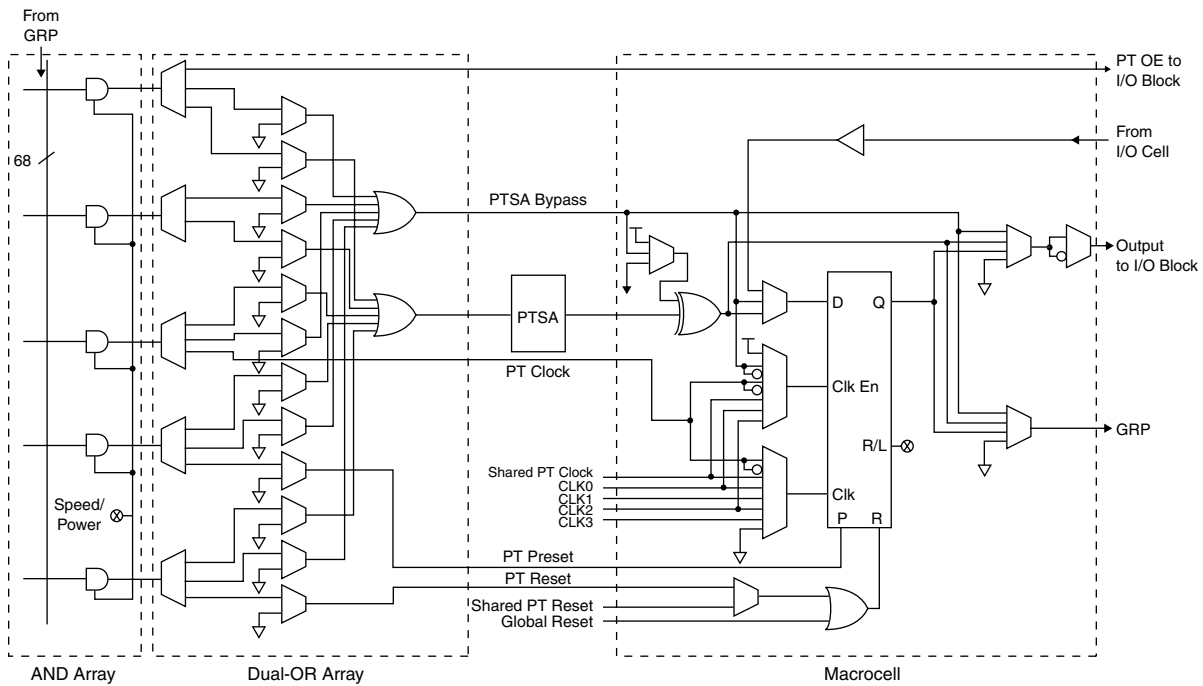 From
GRP
PT OE to
I/O Block
From
I/O Cell
68
PTSA Bypass
Output
to I/O Block
D
Q
PTSA
PT Clock
Clk En
GRP
R/L
Shared PT Clock
CLK0
CLK1
CLK2
CLK3
Clk
Speed/
Power
P
R
PT Preset
PT Reset
Shared PT Reset
Global Reset
AND Array
Dual-OR Array
Macrocell